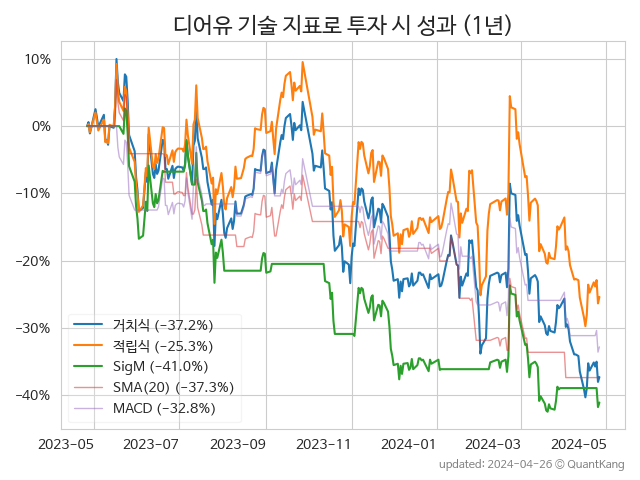 디어유 기술 지표로 투자 시 성과 (1년)
10%
0%
−10%
−20%
−30%
−40%
거치식 (−37.2%)
적립식 (−25.3%)
SigM (−41.0%)
SMA(20) (−37.3%)
MACD (−32.8%)
2023-05 2023-07 2023-09 2023-11 2024-01 2024-03 2024-05
updated: 2024-04-26 © QuantKang